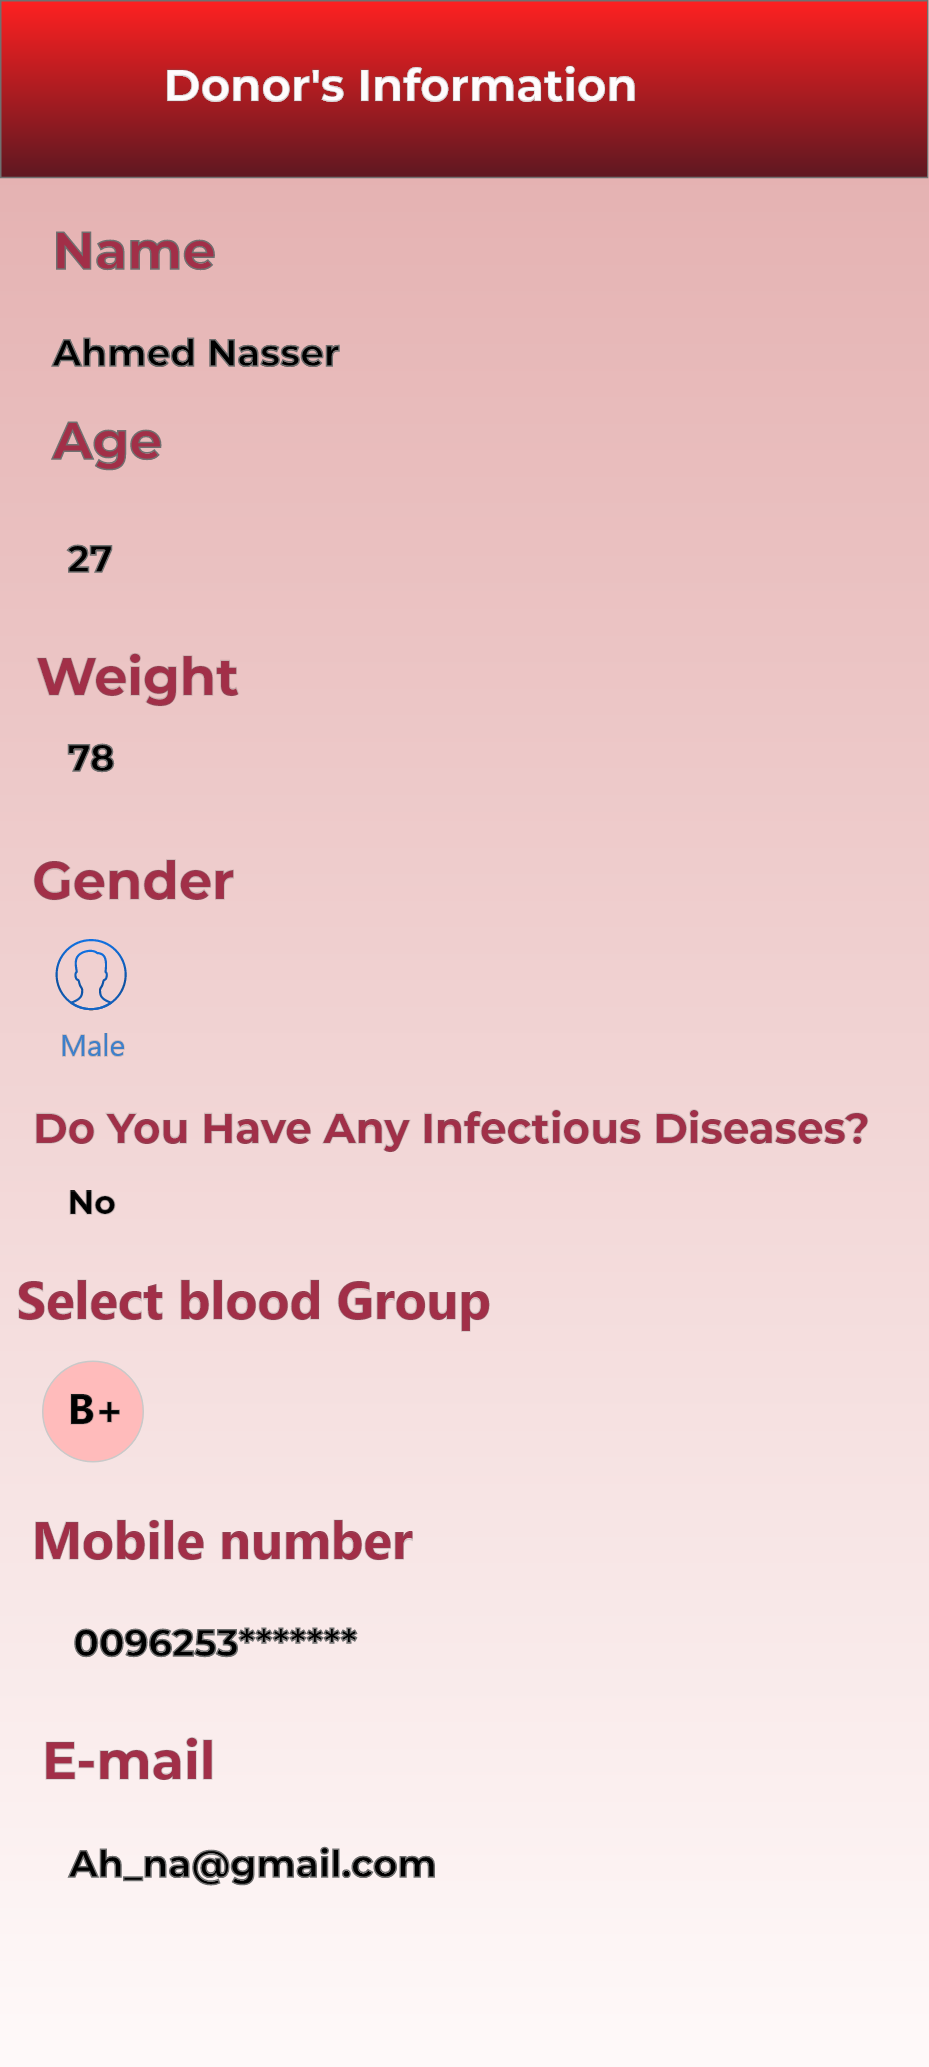 Donor's Information
Name
Ahmed Nasser
Age
27
Weight
78
Gender
Male
Do You Have Any Infectious Diseases?
No
Select blood Group
B+
Mobile number
0096253*******
E-mail
Ah_na@gmail.com